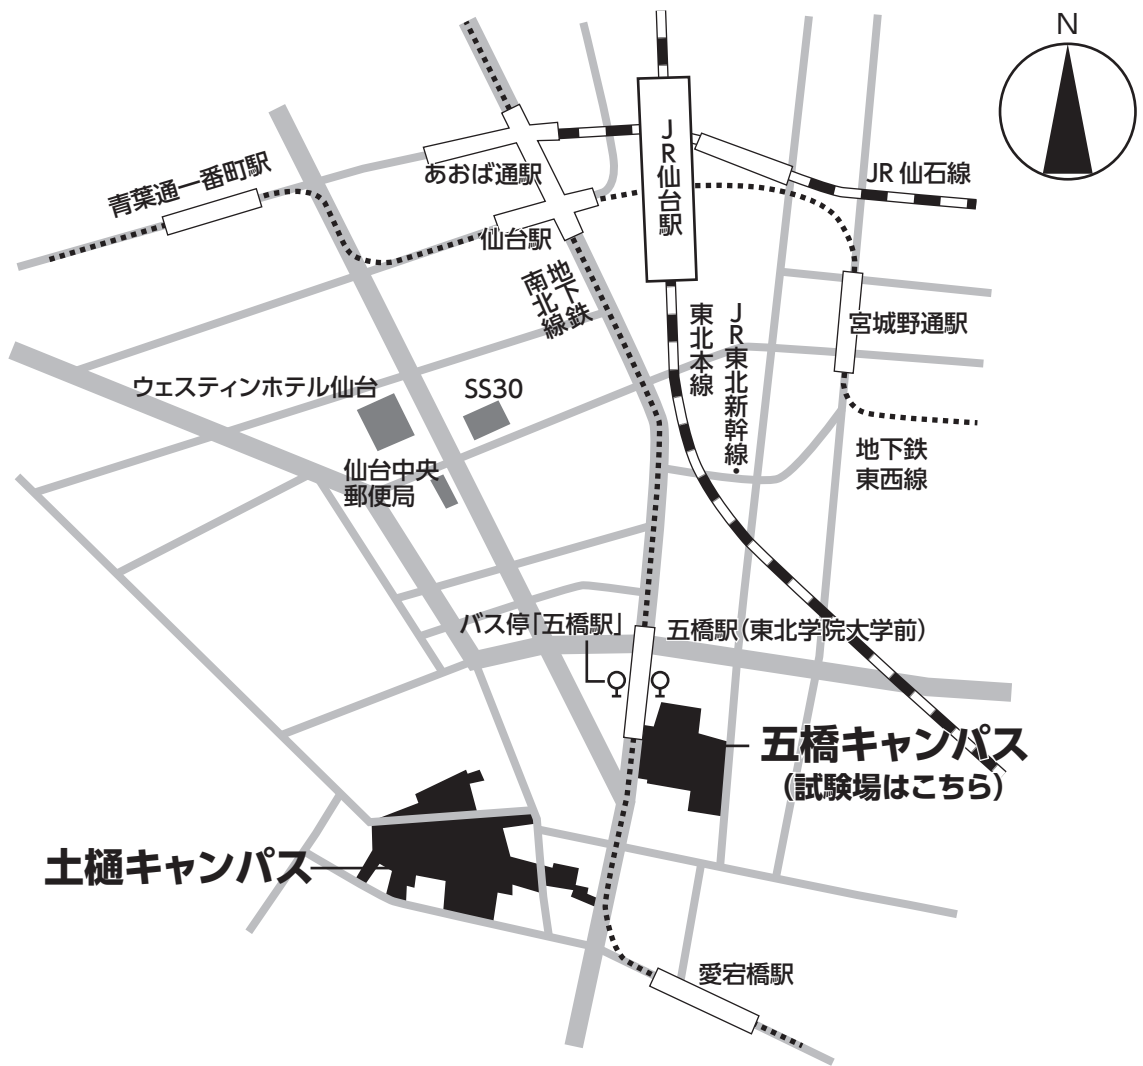 N
JR仙台駅
青葉通一番町駅
あおば通駅
JR 仙石線
仙台駅
地下鉄
南北線
宮城野通駅
JR東北新幹線・
東北本線
ウェスティンホテル仙台
SS30
地下鉄
東西線
仙台中央
郵便局
バス停「五橋駅」
五橋駅（東北学院大学前）
五橋キャンパス
（試験場はこちら）
土樋キャンパス
愛宕橋駅